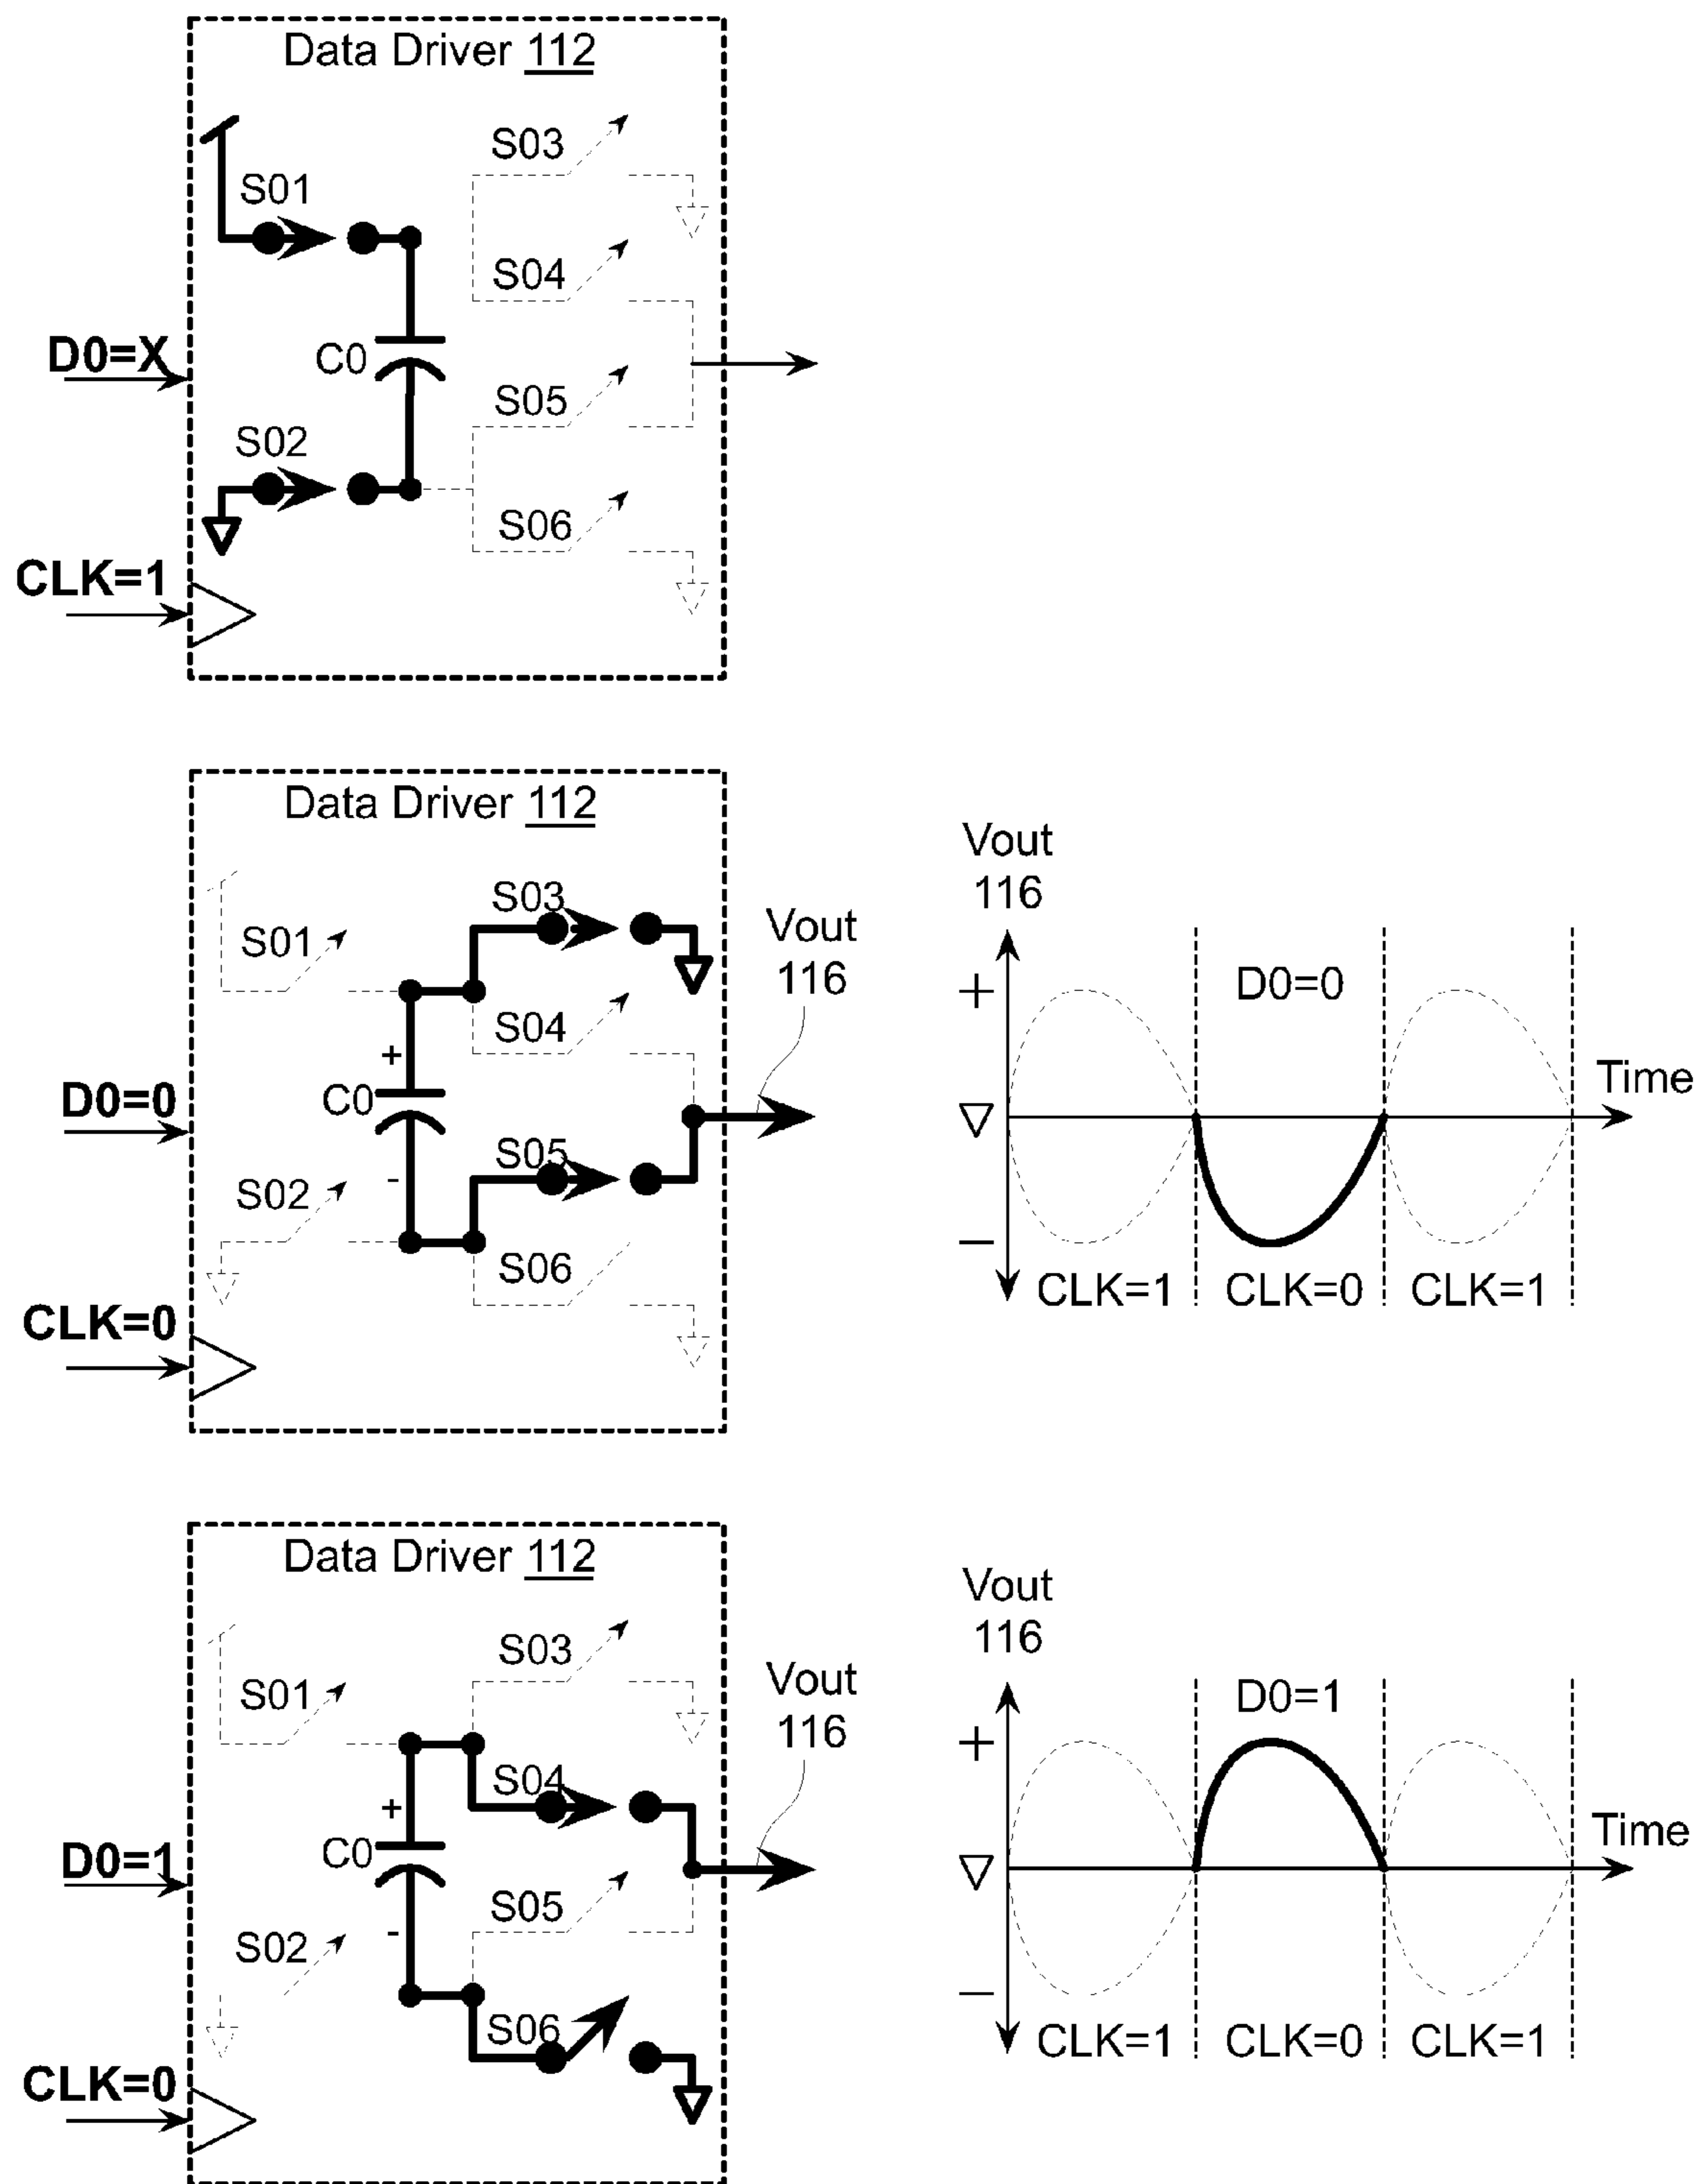 Data Driver 112
S01
S03
S04
D0=X
C0
S05
S02
S06
CLK=1
Data Driver 112
S01
S03
S04
Vout
116
+
D0=0
C0
-
S05
S02
S06
CLK=0
Vout
116
+
D0=0
Time
−
CLK=1
CLK=0
CLK=1
Data Driver 112
S01
S03
S04
Vout
116
+
D0=1
C0
-
S05
S02
S06
CLK=0
Vout
116
+
D0=1
Time
−
CLK=1
CLK=0
CLK=1